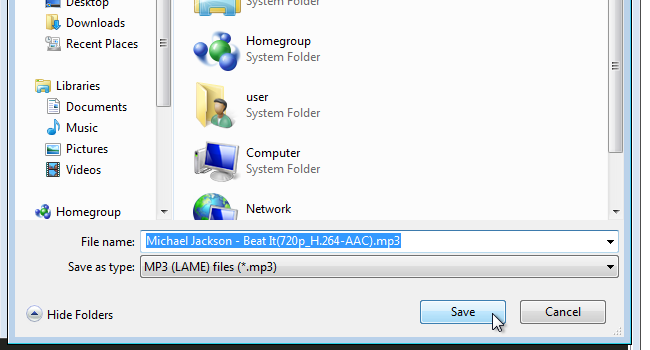 Desktop
Downloads
Recent Places
Libraries
Documents
Music
Pictures
Videos
Homegroup
System Folder
Homegroup
System Folder
user
System Folder
Computer
System Folder
Network
File name: Michael Jackson - Beat It(720p_H.264-AAC).mp3
Save as type: MP3 (LAME) files (*.mp3)
Hide Folders
Save
Cancel